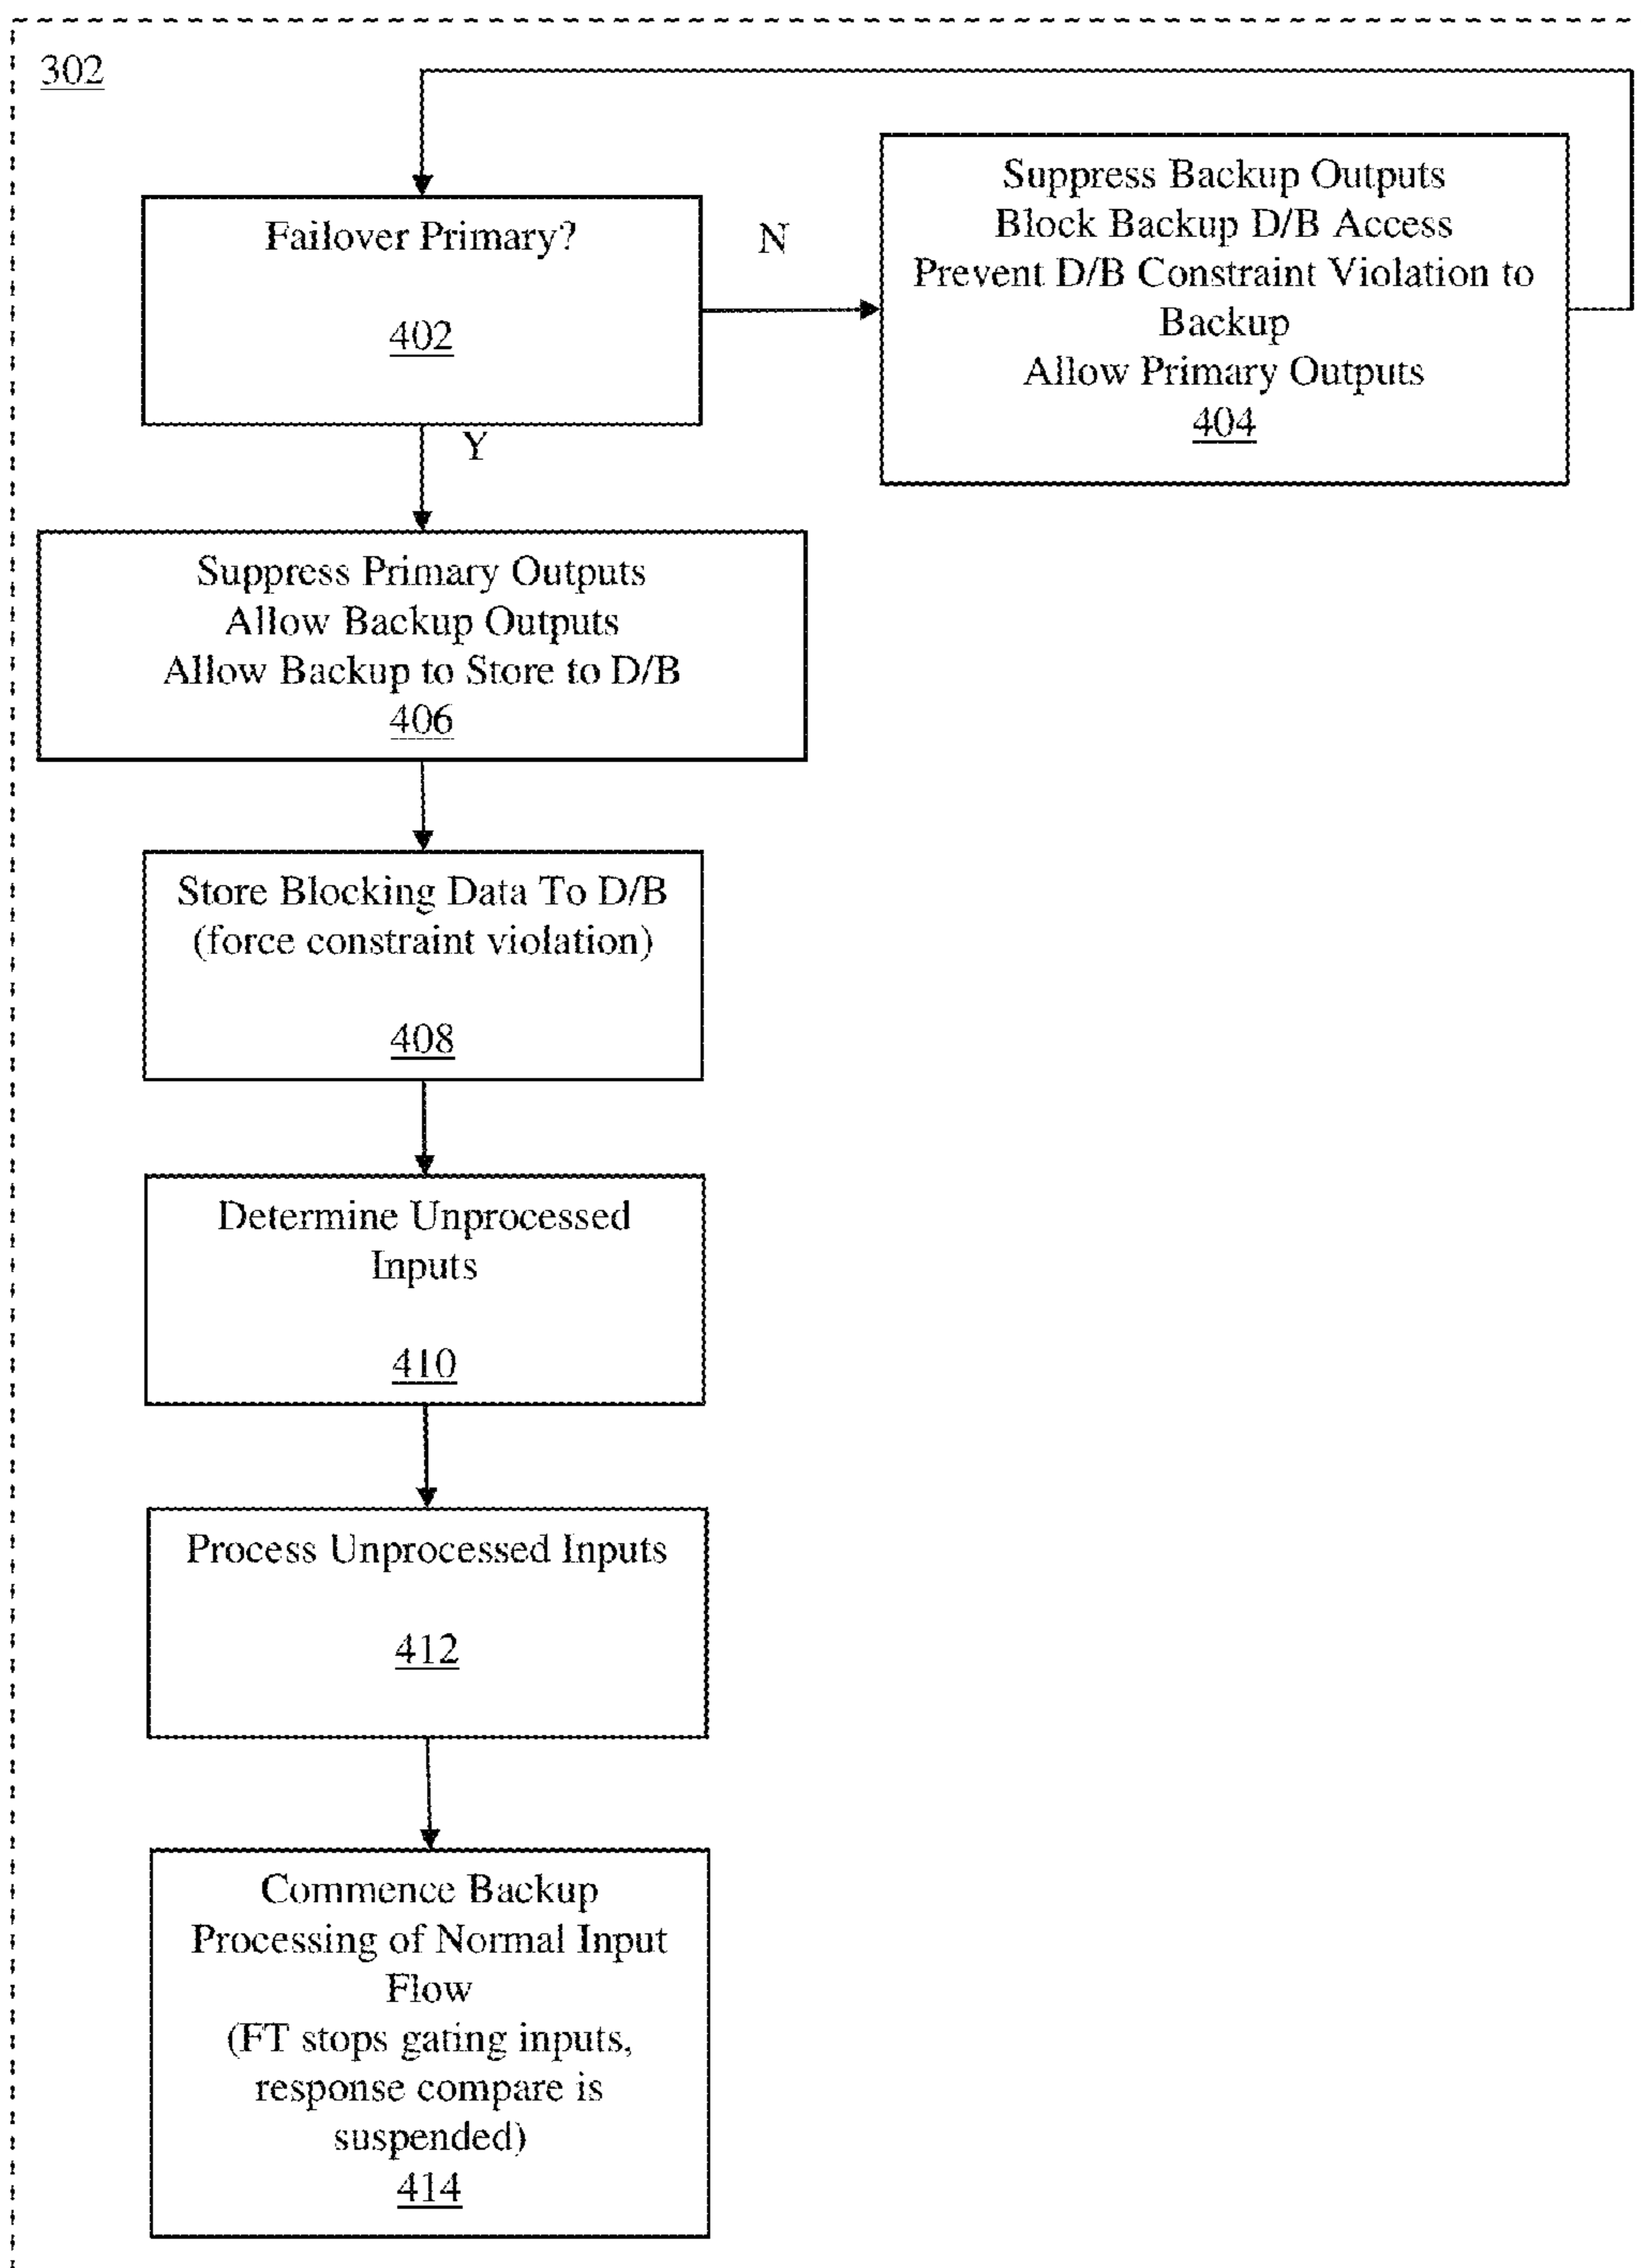 302
Failover Primary?
402
N
Suppress Backup Outputs
Block Backup D/B Access
Prevent D/B Constraint Violation to
Backup
Allow Primary Outputs
404
Y
Suppress Primary Outputs
Allow Backup Outputs
Allow Backup to Store to D/B
406
Store Blocking Data To D/B
(force constraint violation)
408
Determine Unprocessed
Inputs
410
Process Unprocessed Inputs
412
Commence Backup
Processing of Normal Input
Flow
(FT stops gating inputs,
response compare is
suspended)
414